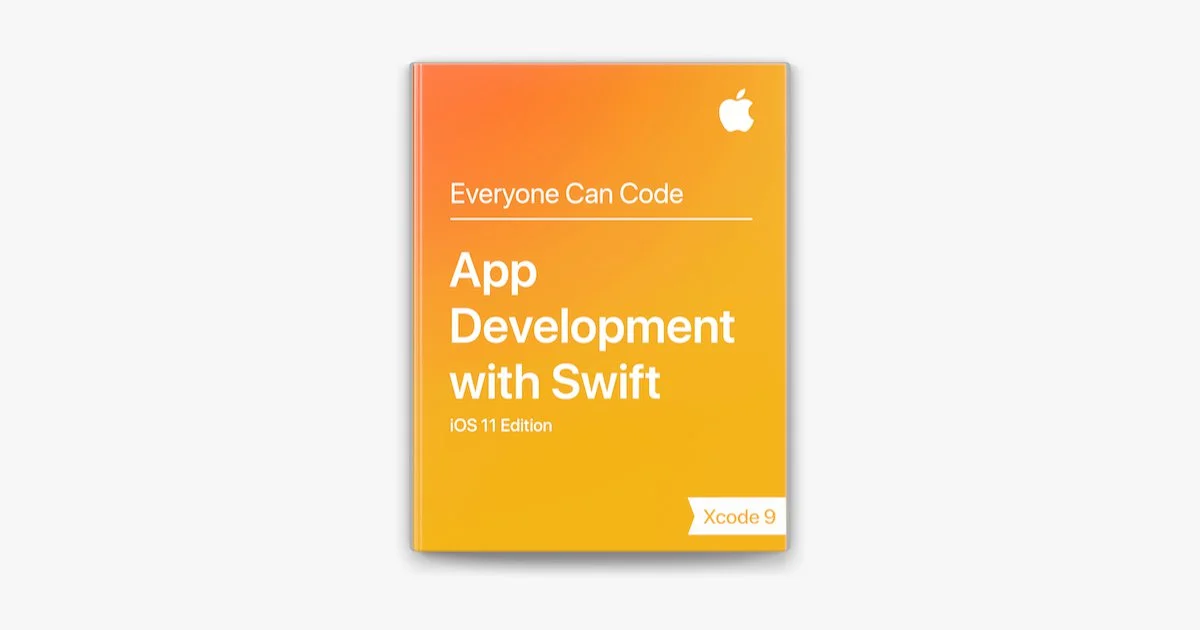 Everyone Can Code
App
Development
with Swift
iOS 11 Edition
Xcode 9